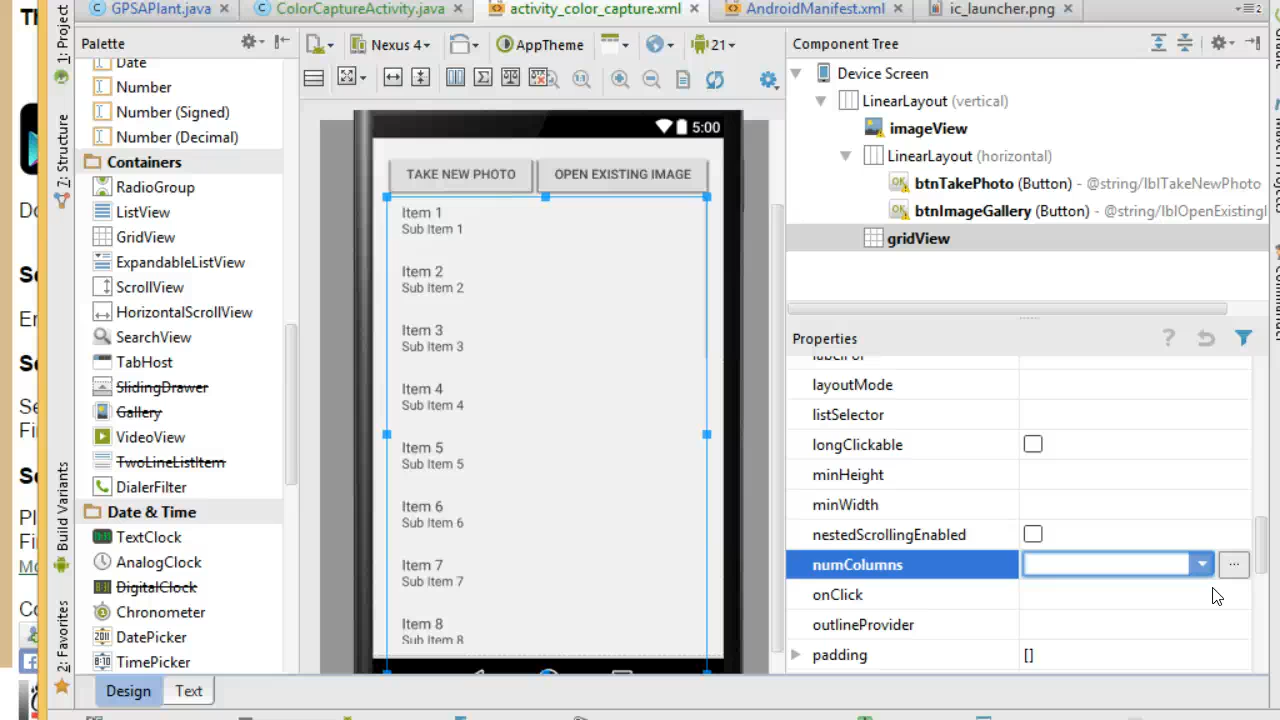 GPSAPlant.java
ColorCaptureActivity.java
activity_color_capture.xml
AndroidManifest.xml
ic_launcher.png
1: Project
7: Structure
Build Variants
2: Favorites
Palette
Date
Number
Number (Signed)
Number (Decimal)
Containers
RadioGroup
ListView
GridView
ExpandableListView
ScrollView
HorizontalScrollView
SearchView
TabHost
SlidingDrawer
Gallery
VideoView
TwoLineListItem
DialerFilter
Date & Time
TextClock
AnalogClock
DigitalClock
Chronometer
DatePicker
TimePicker
Design
Text
Nexus 4
AppTheme
21
5:00
TAKE NEW PHOTO
OPEN EXISTING IMAGE
Item 1
Sub Item 1
Item 2
Sub Item 2
Item 3
Sub Item 3
Item 4
Sub Item 4
Item 5
Sub Item 5
Item 6
Sub Item 6
Item 7
Sub Item 7
Item 8
Sub Item 8
Component Tree
Device Screen
LinearLayout (vertical)
imageView
LinearLayout (horizontal)
btnTakePhoto (Button) - @string/lblTakeNewPhoto
btnImageGallery (Button) - @string/lblOpenExistingI
gridView
Properties
labelFor
layoutMode
listSelector
longClickable
minHeight
minWidth
nestedScrollingEnabled
numColumns
...
onClick
outlineProvider
padding
[]